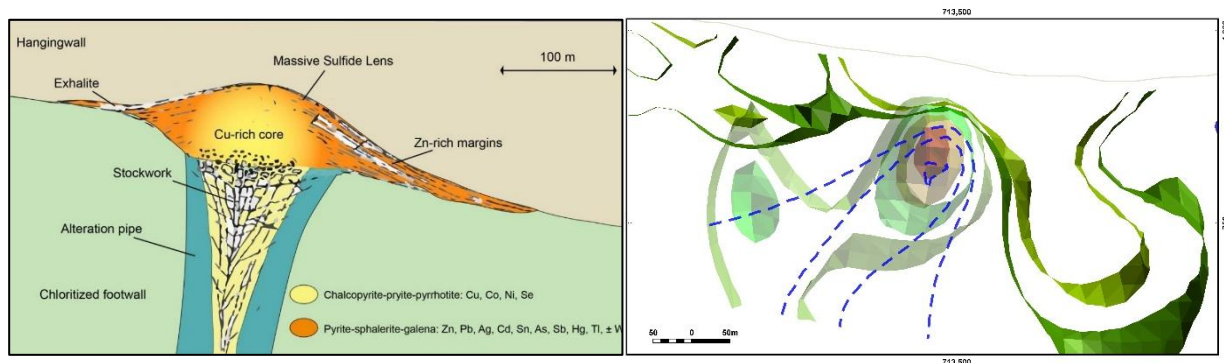 Hangingwall
Massive Sulfide Lens
100 m
Exhalite
Cu-rich core
Zn-rich margins
Stockwork
Alteration pipe
Chloritized footwall
Chalcopyrite-pryite-pyrrhotite: Cu, Co, Ni, Se
Pyrite-sphalerite-galena: Zn, Pb, Ag, Cd, Sn, As, Sb, Hg, Tl, ± W
713,500
50 0 50m
713,500